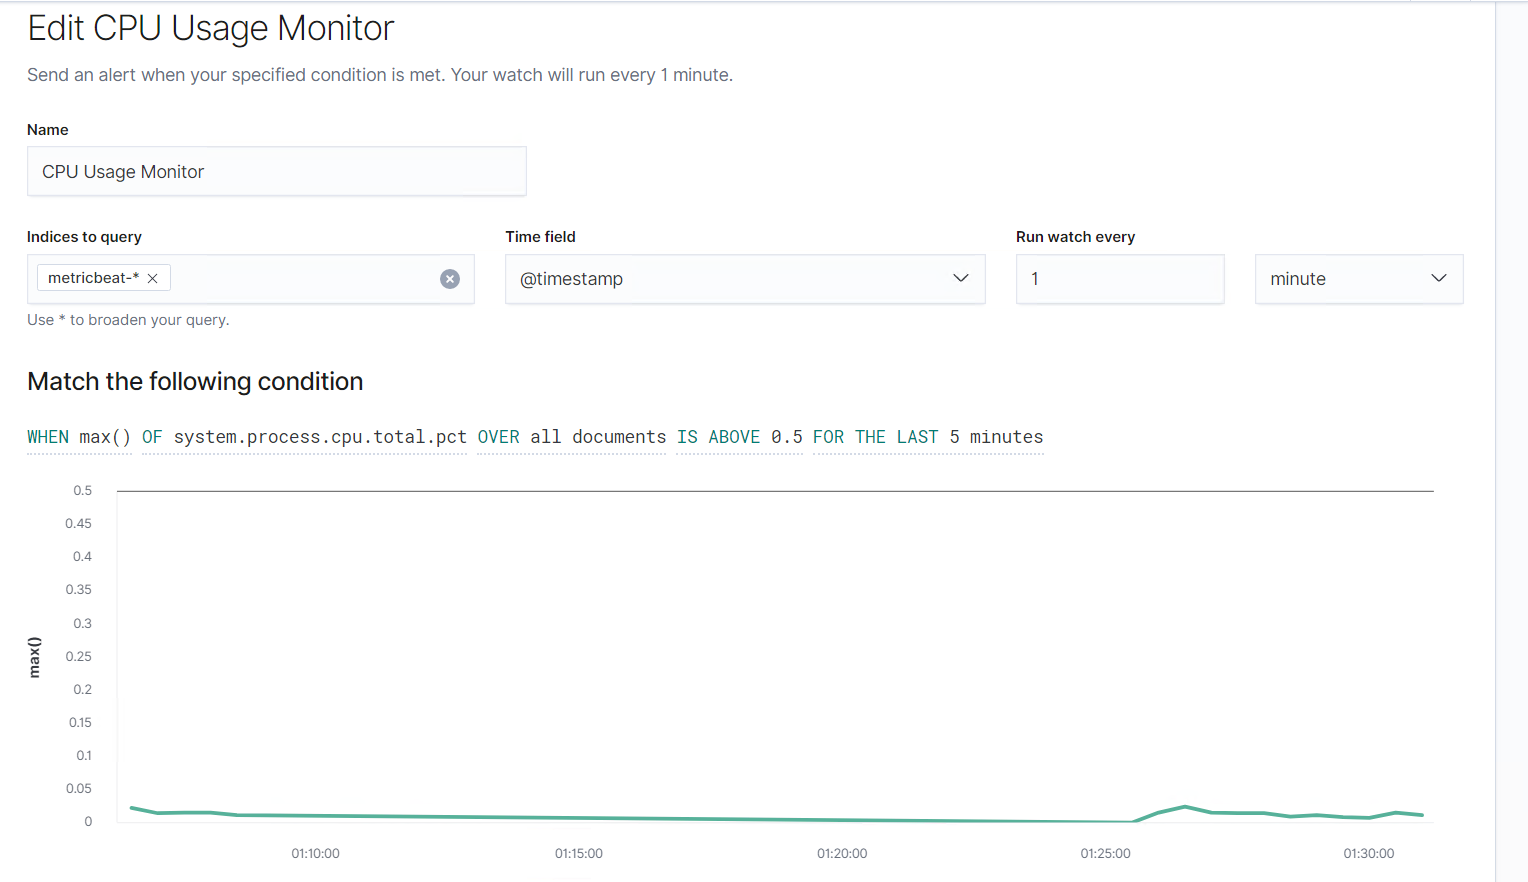 Edit CPU Usage Monitor
Send an alert when your specified condition is met. Your watch will run every 1 minute.
Name
CPU Usage Monitor
Indices to query
Time field
Run watch every
metricbeat-*
@timestamp
1
minute
Use * to broaden your query.
Match the following condition
WHEN max() OF system.process.cpu.total.pct OVER all documents IS ABOVE 0.5 FOR THE LAST 5 minutes
max()
0.5
0.45
0.4
0.35
0.3
0.25
0.2
0.15
0.1
0.05
0
01:10:00
01:15:00
01:20:00
01:25:00
01:30:00